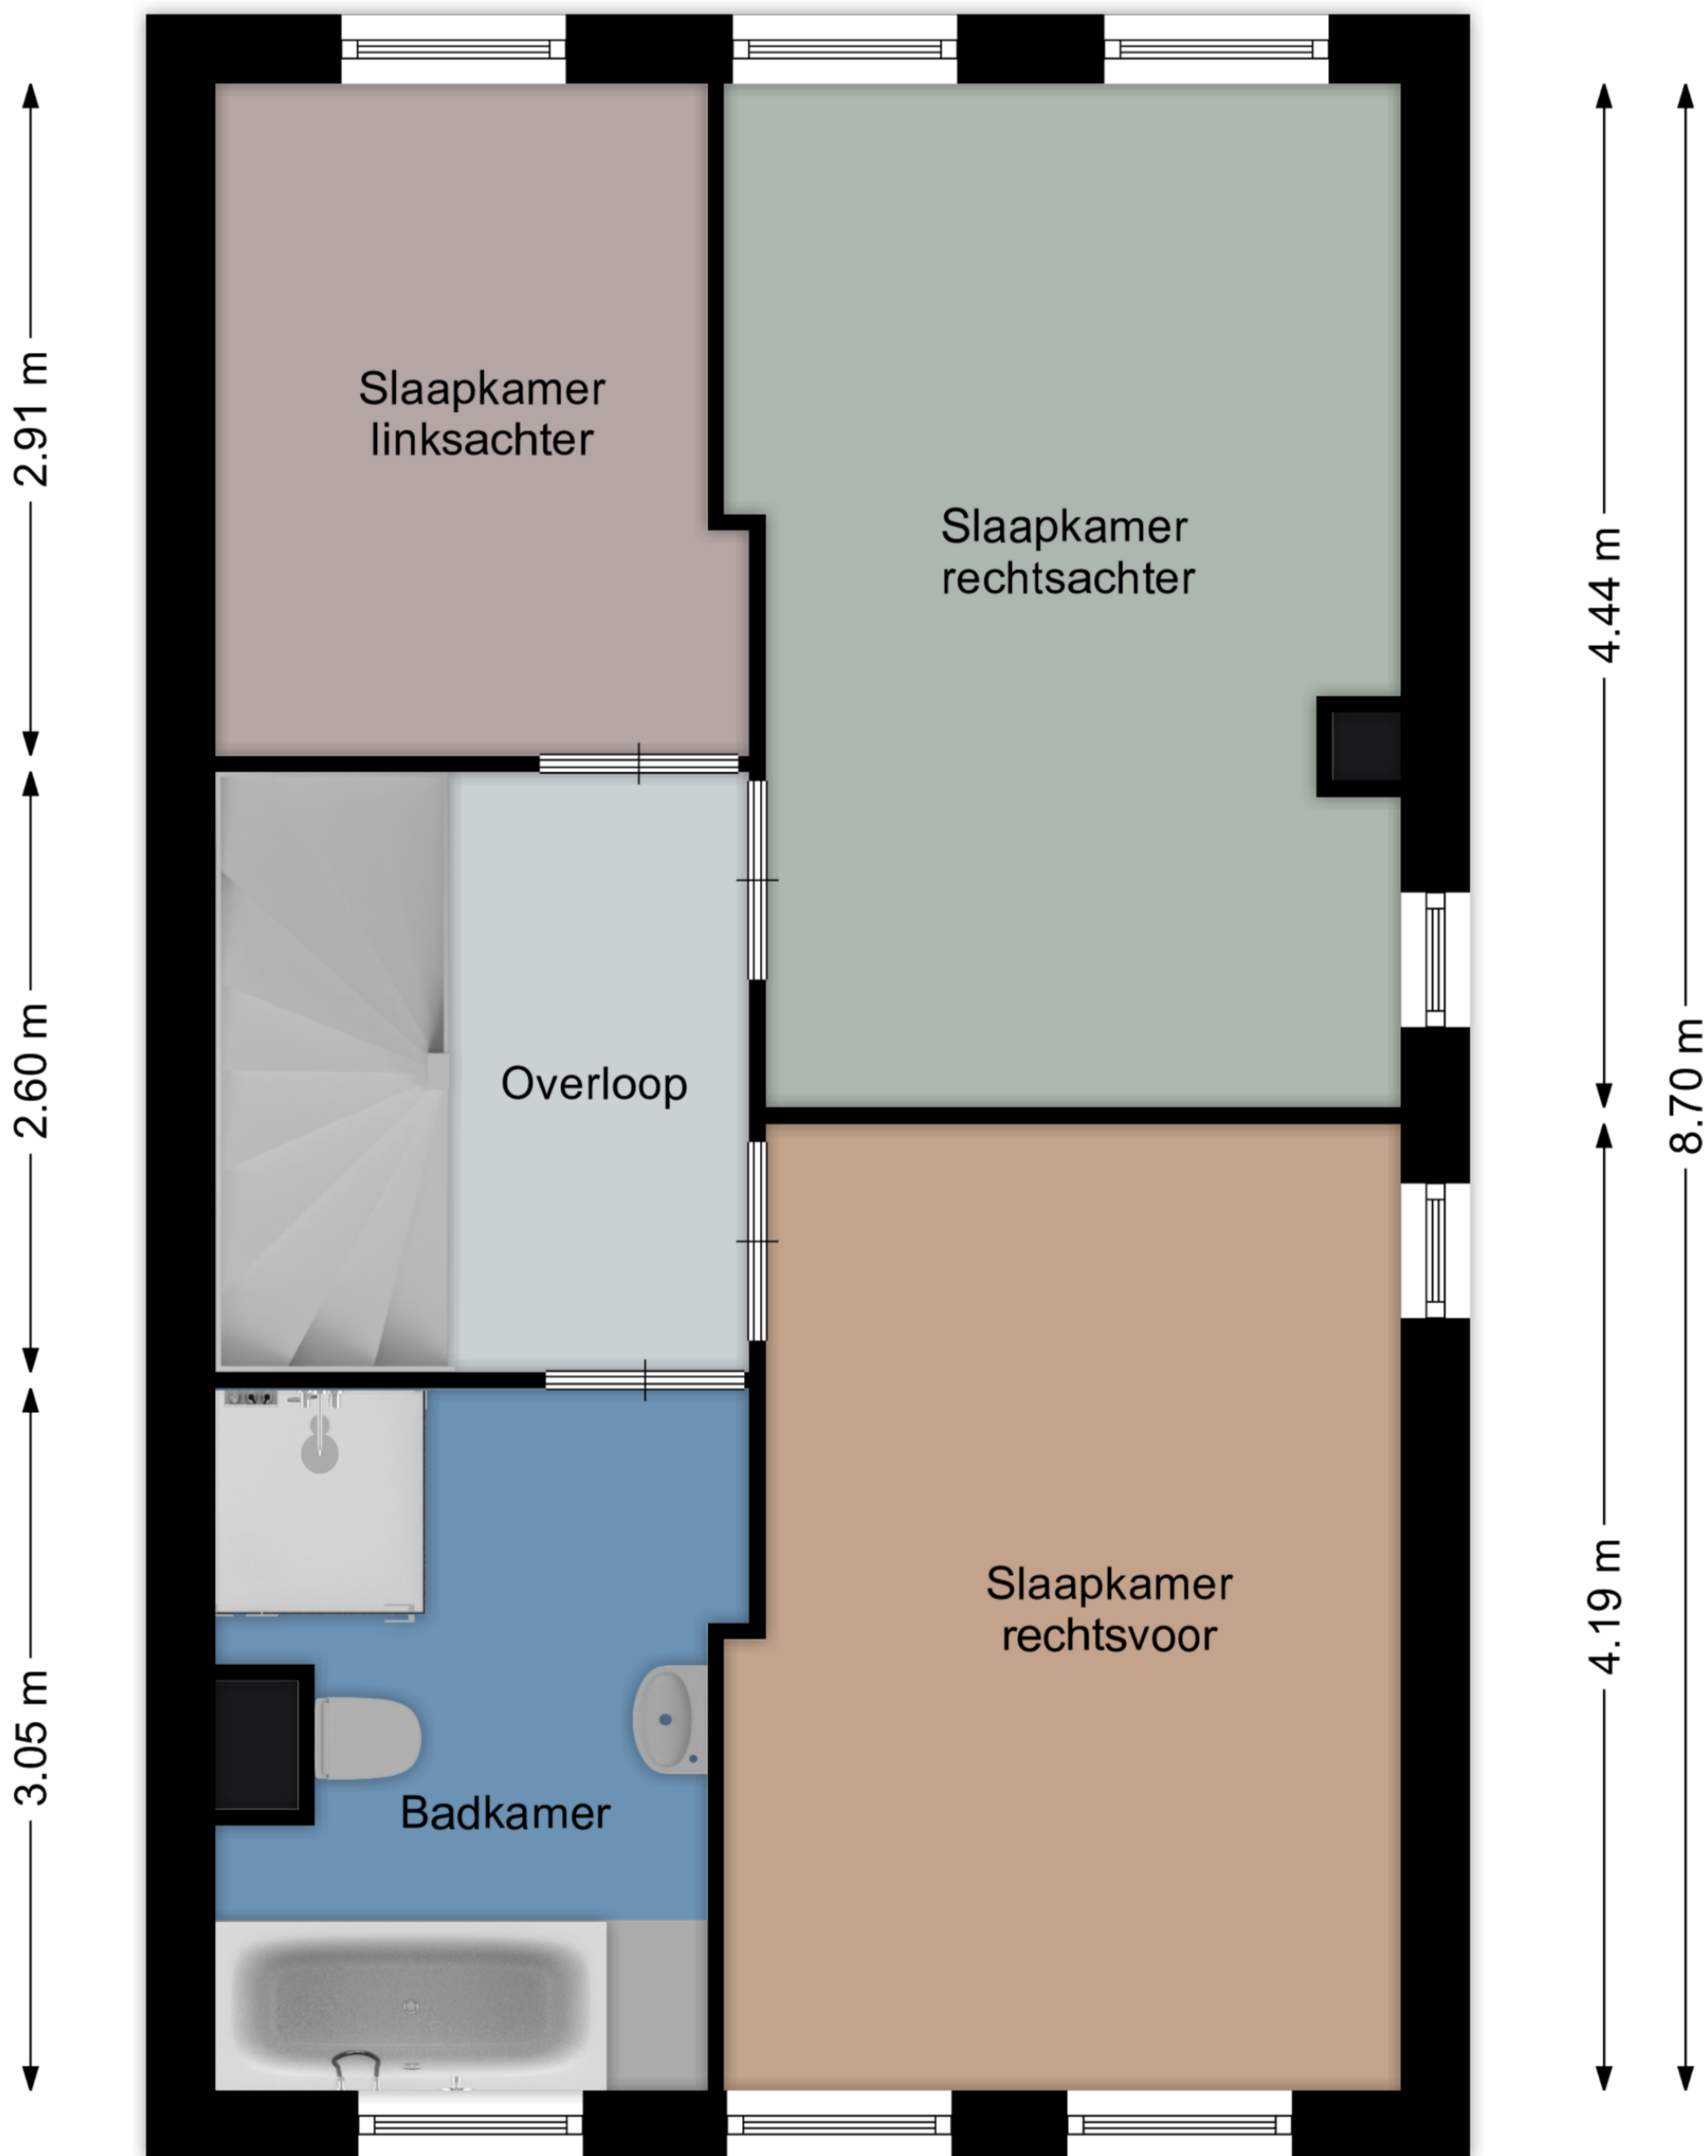 2.91 m
2.60 m
3.05 m
Slaapkamer
linksachter
Slaapkamer
rechtsachter
Overloop
Slaapkamer
rechtsvoor
Badkamer
4.44 m
4.19 m
8.70 m